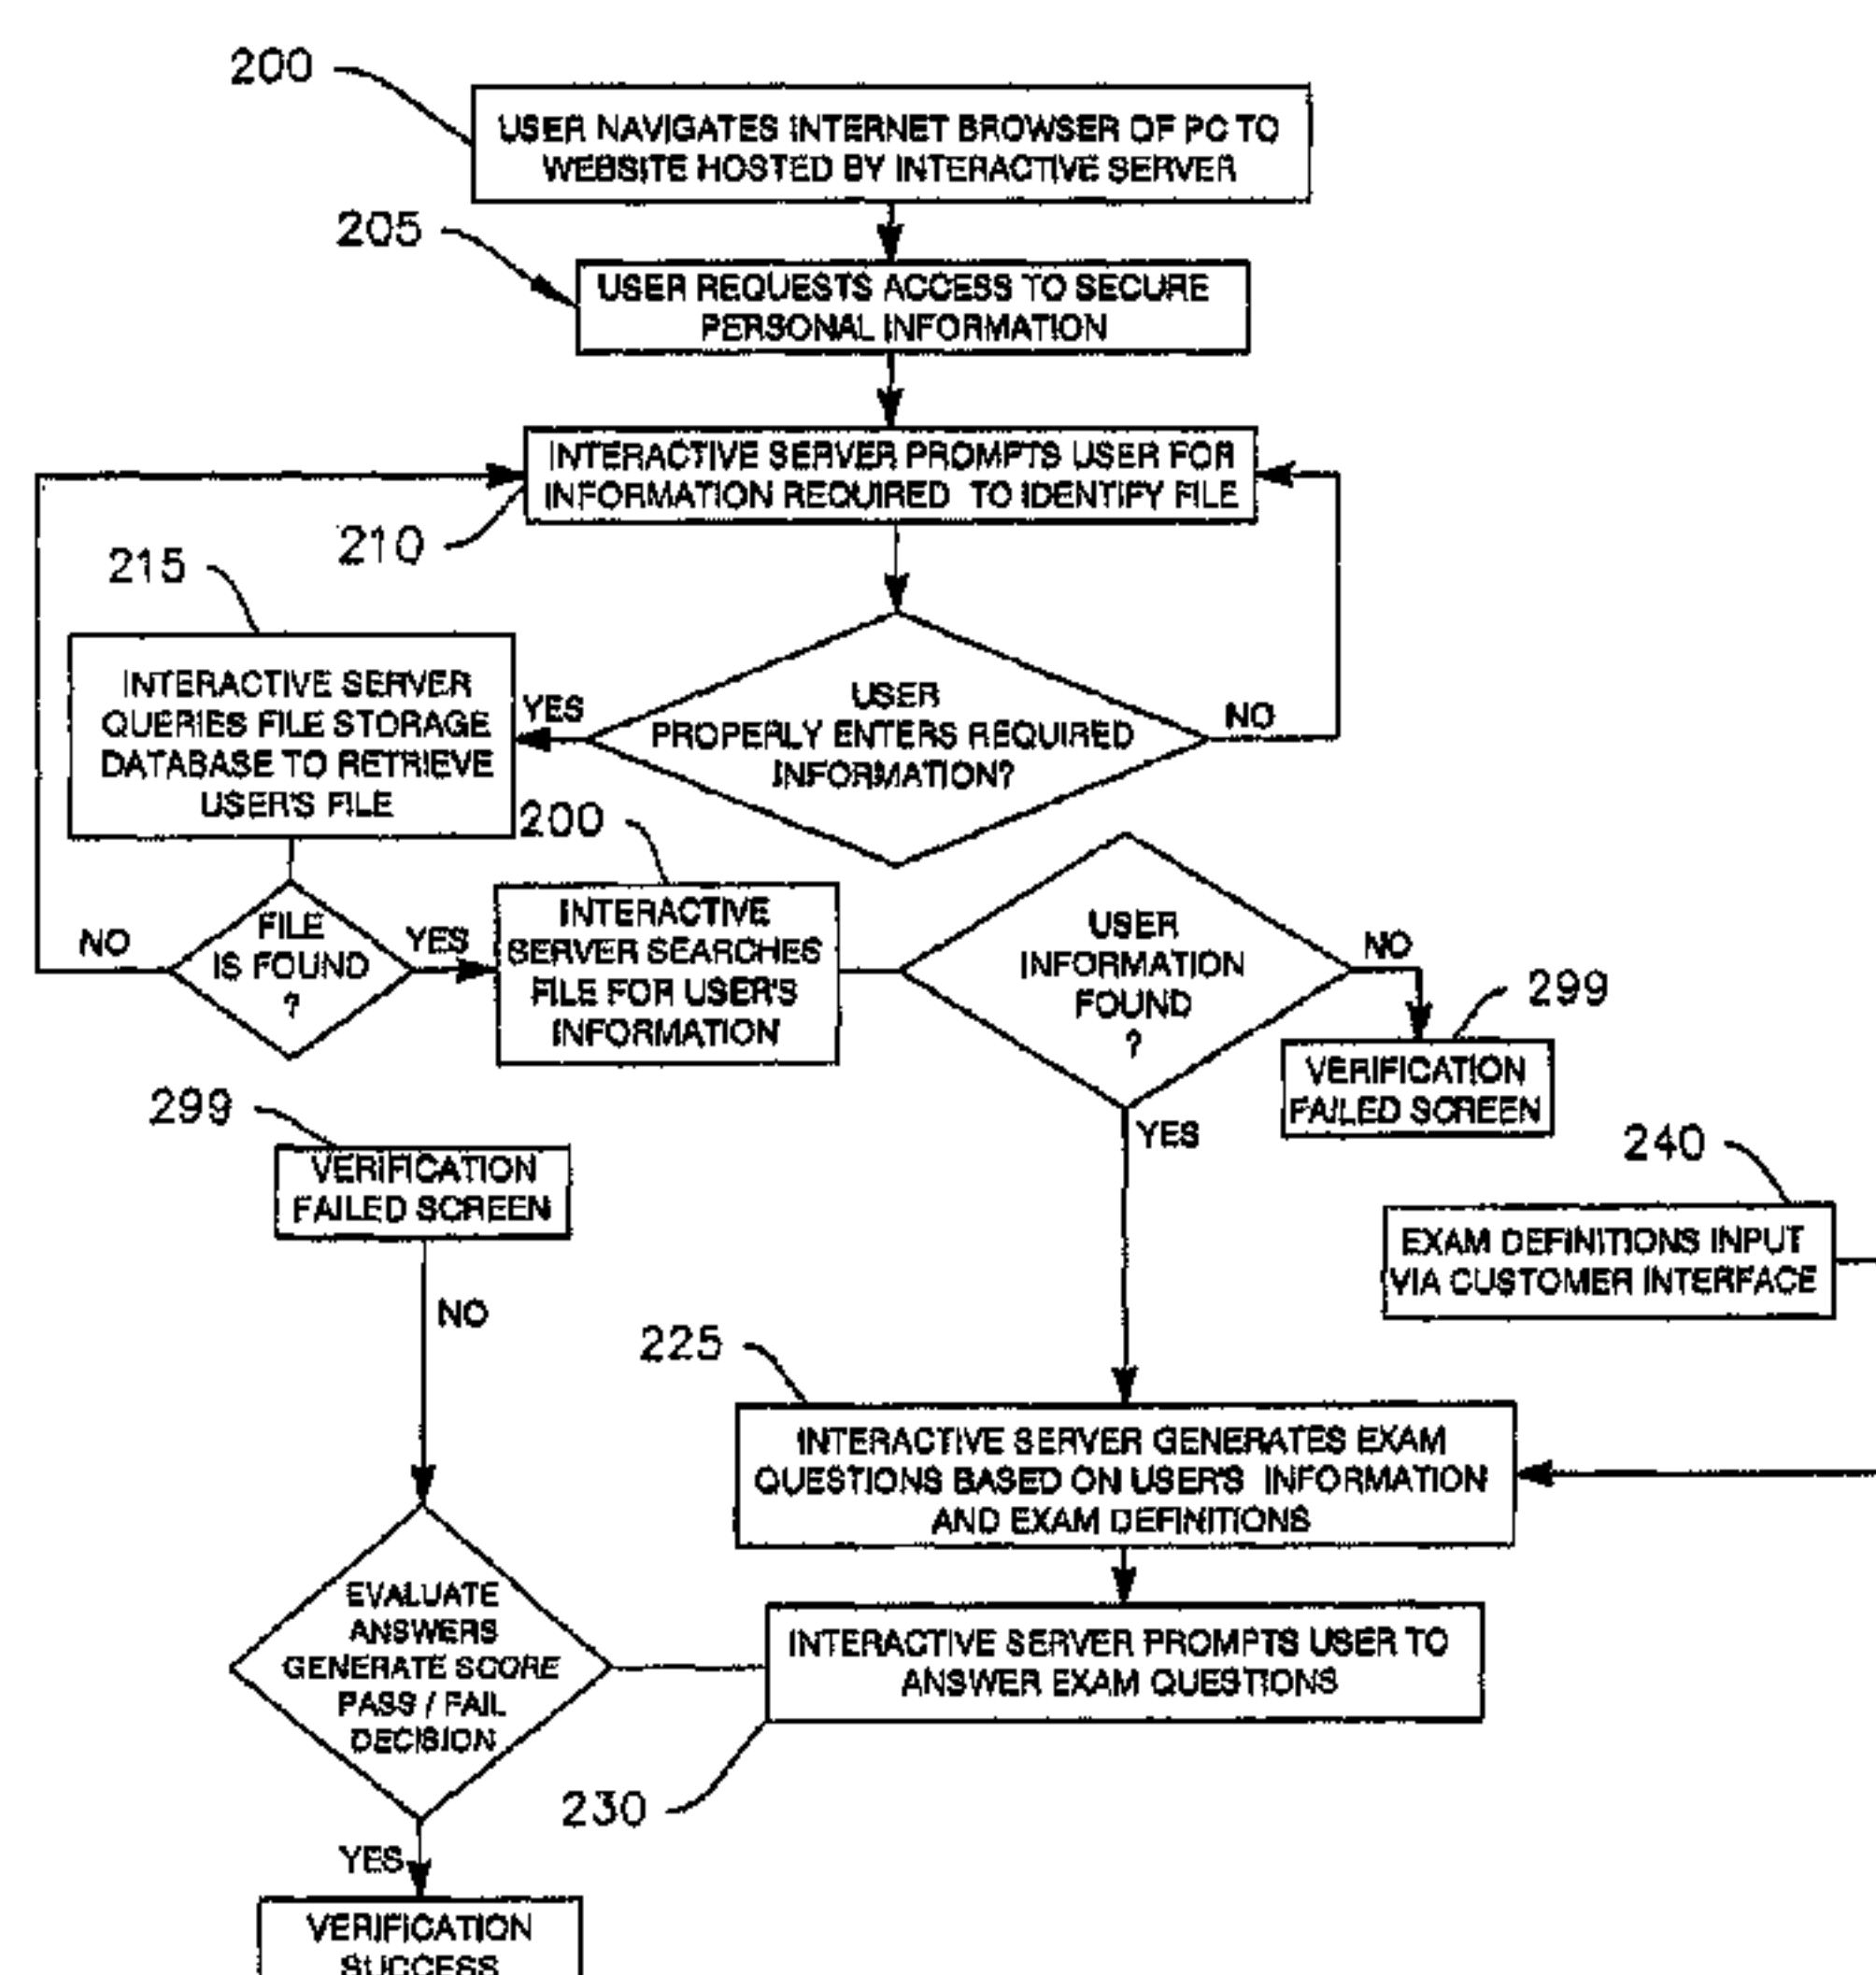 200
USER NAVIGATES INTERNET BROWSER OF PC TO
WEBSITE HOSTED BY INTERACTIVE SERVER
205
USER REQUESTS ACCESS TO SECURE
PERSONAL INFORMATION
INTERACTIVE SERVER PROMPTS USER FOR
INFORMATION REQUIRED TO IDENTIFY FILE
210
215
INTERACTIVE SERVER
QUERIES FILE STORAGE
DATABASE TO RETRIEVE
USER'S FILE
YES
USER
PROPERLY ENTERS REQUIRED
INFORMATION?
NO
200
NO
FILE
IS FOUND
?
YES
INTERACTIVE
SERVER SEARCHES
FILE FOR USER'S
INFORMATION
USER
INFORMATION
FOUND
?
NO
299
VERIFICATION
FAILED SCREEN
YES
299
VERIFICATION
FAILED SCREEN
240
EXAM DEFINITIONS INPUT
VIA CUSTOMER INTERFACE
NO
225
INTERACTIVE SERVER GENERATES EXAM
QUESTIONS BASED ON USER'S INFORMATION
AND EXAM DEFINITIONS
EVALUATE
ANSWERS
GENERATE SCORE
PASS / FAIL
DECISION
INTERACTIVE SERVER PROMPTS USER TO
ANSWER EXAM QUESTIONS
230
YES
VERIFICATION
SUCCESS